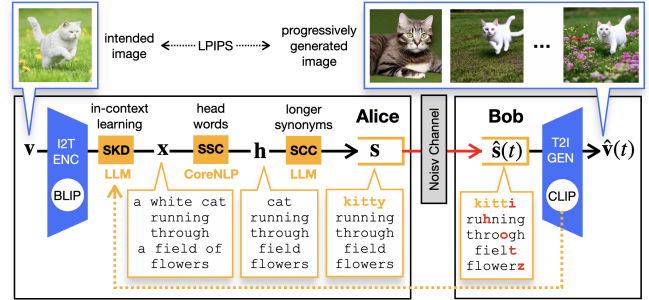 intended
image
LPIPS
progressively
generated
image
...
in-context
learning
head
words
longer
synonyms
Alice
Noisy Channel
Bob
v
I2T
ENC
BLIP
SKD
LLM
x
SSC
CoreNLP
h
SCC
LLM
s
ŝ(t)
T2I
GEN
CLIP
v̂(t)
a white cat
running
through
a field of
flowers
cat
running
through
field
flowers
kitty
running
through
field
flowers
kitti
ruhning
throogh
fielt
flowerz